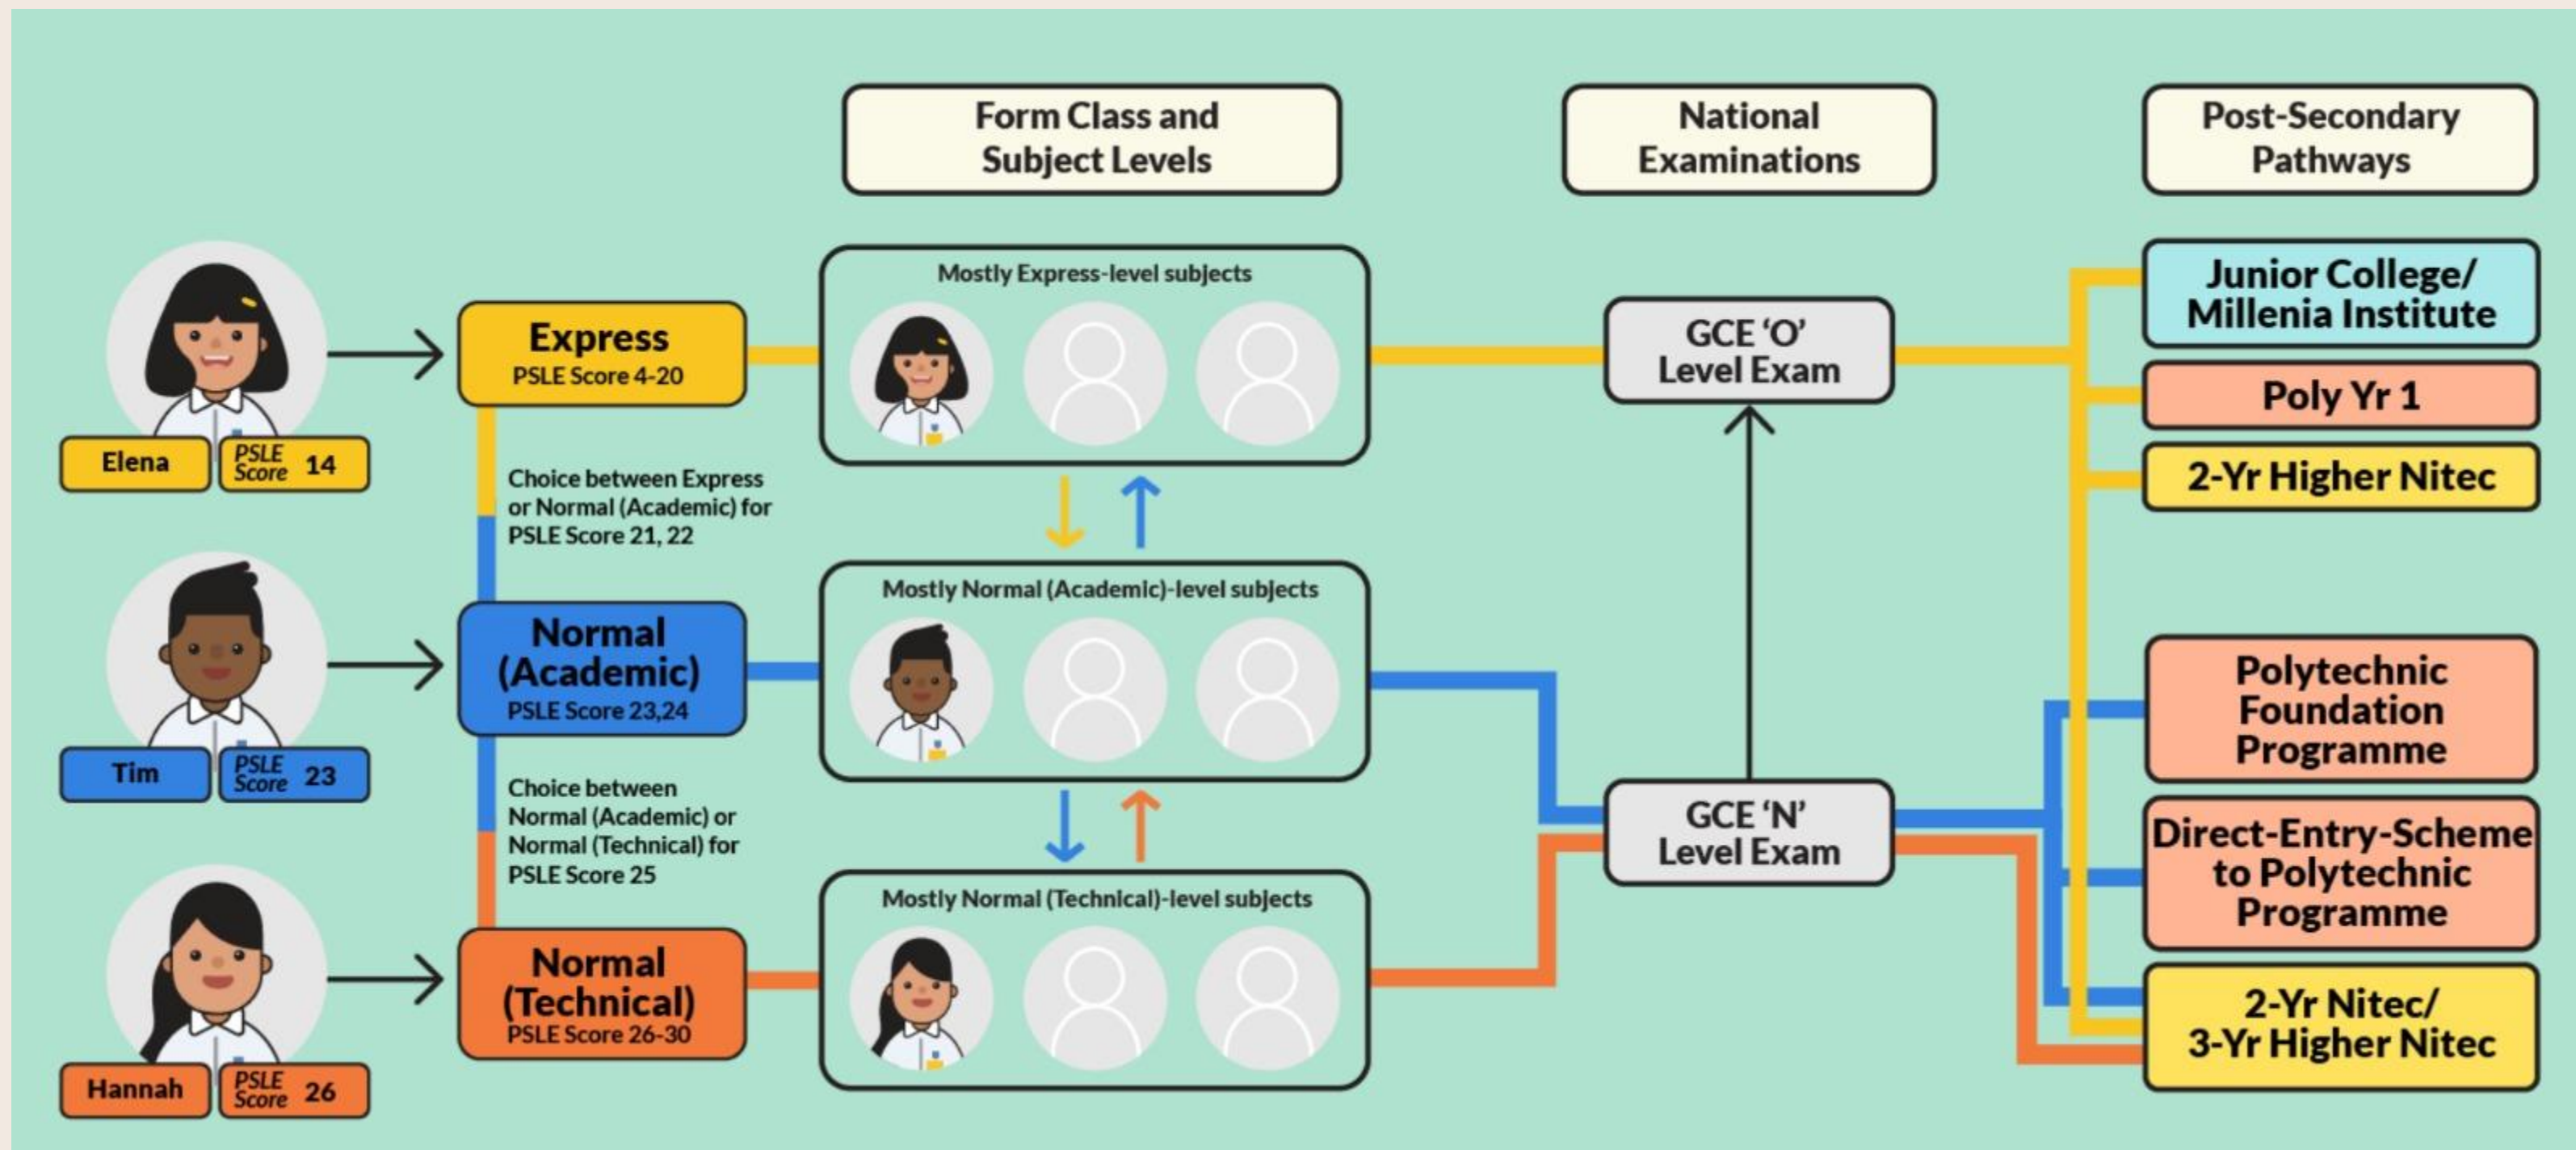 Form Class and
Subject Levels
National
Examinations
Post-Secondary
Pathways
Elena
PSLE
Score 14
Express
PSLE Score 4-20
Mostly Express-level subjects
GCE ‘O’
Level Exam
Junior College/
Millenia Institute
Poly Yr 1
2-Yr Higher Nitec
Choice between Express
or Normal (Academic) for
PSLE Score 21, 22
Tim
PSLE
Score 23
Normal
(Academic)
PSLE Score 23,24
Mostly Normal (Academic)-level subjects
Polytechnic
Foundation
Programme
Choice between
Normal (Academic) or
Normal (Technical) for
PSLE Score 25
GCE ‘N’
Level Exam
Direct-Entry-Scheme
to Polytechnic
Programme
Hannah
PSLE
Score 26
Normal
(Technical)
PSLE Score 26-30
Mostly Normal (Technical)-level subjects
2-Yr Nitec/
3-Yr Higher Nitec